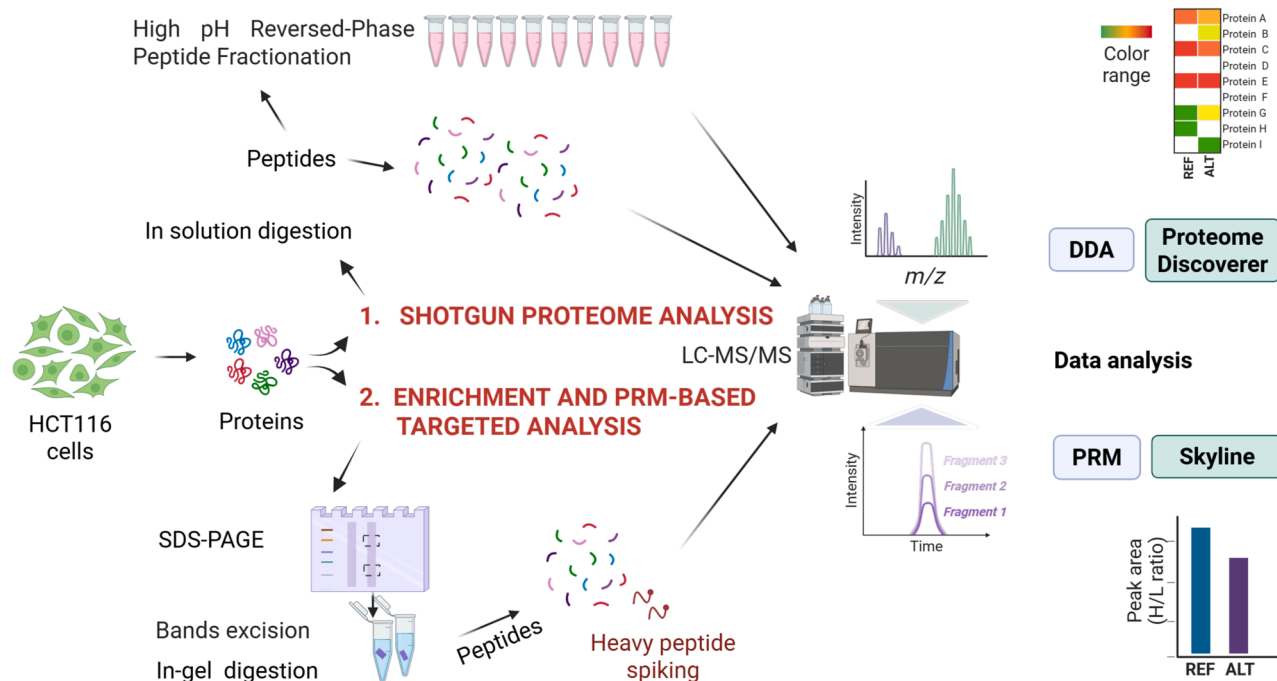 High pH Reversed-Phase
Peptide Fractionation
Peptides
In solution digestion
HCT116
cells
Proteins
1. SHOTGUN PROTEOME ANALYSIS
LC-MS/MS
2. ENRICHMENT AND PRM-BASED
TARGETED ANALYSIS
SDS-PAGE
Bands excision
In-gel digestion
Peptides
Heavy peptide
spiking
Intensity
m/z
Intensity
Fragment 3
Fragment 2
Fragment 1
Time
Color
range
Protein A
Protein B
Protein C
Protein D
Protein E
Protein F
Protein G
Protein H
Protein I
REF
ALT
DDA
Proteome
Discoverer
Data analysis
PRM
Skyline
Peak area
(H/L ratio)
REF
ALT